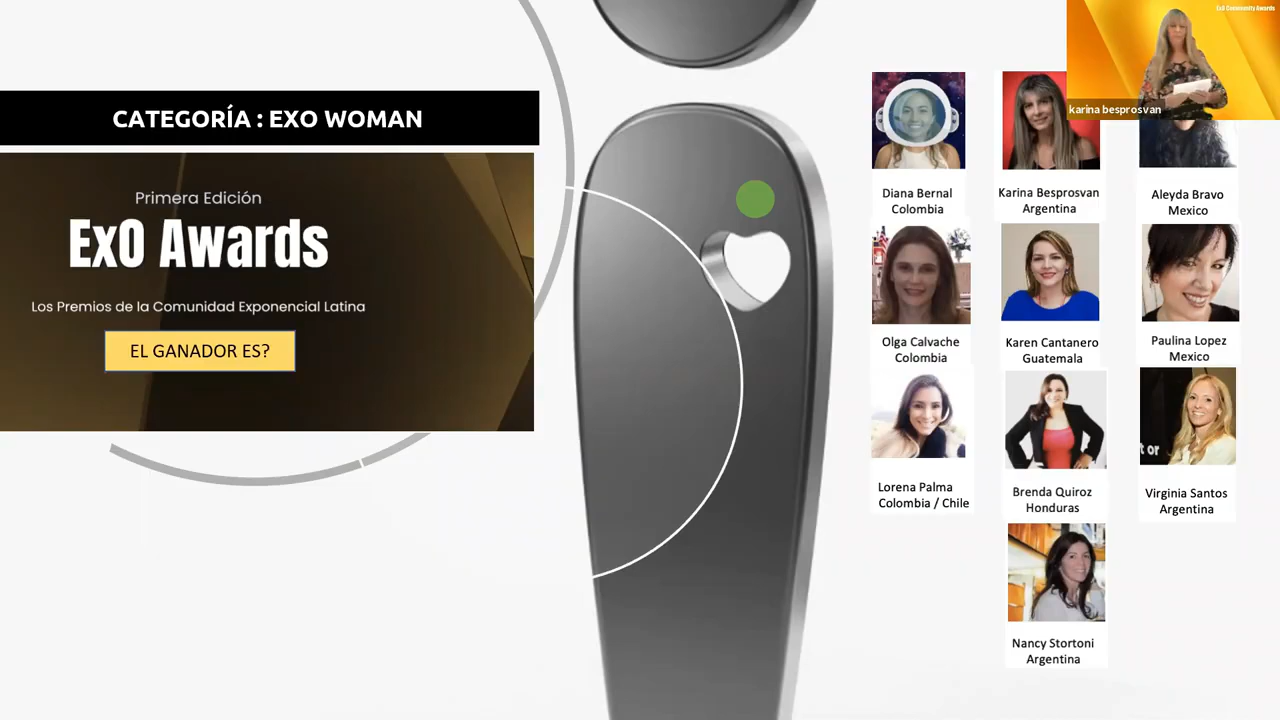 CATEGORÍA : EXO WOMAN
Primera Edición
ExO Awards
Los Premios de la Comunidad Exponencial Latina
EL GANADOR ES?
ExO Community Awards
karina besprosvan
Diana Bernal
Colombia
Karina Besprosvan
Argentina
Aleyda Bravo
Mexico
Olga Calvache
Colombia
Karen Cantanero
Guatemala
Paulina Lopez
Mexico
Lorena Palma
Colombia / Chile
Brenda Quiroz
Honduras
t or
Virginia Santos
Argentina
Nancy Stortoni
Argentina